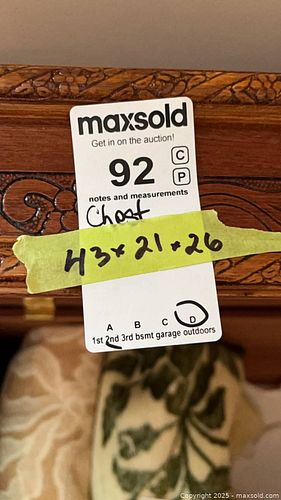 maxsold
Get in on the auction!
92 C
P
notes and measurements
Chest
43 x 21 x 26
A B C D
1st 2nd 3rd bsmt garage outdoors
Copyright 2025 - maxsold.com